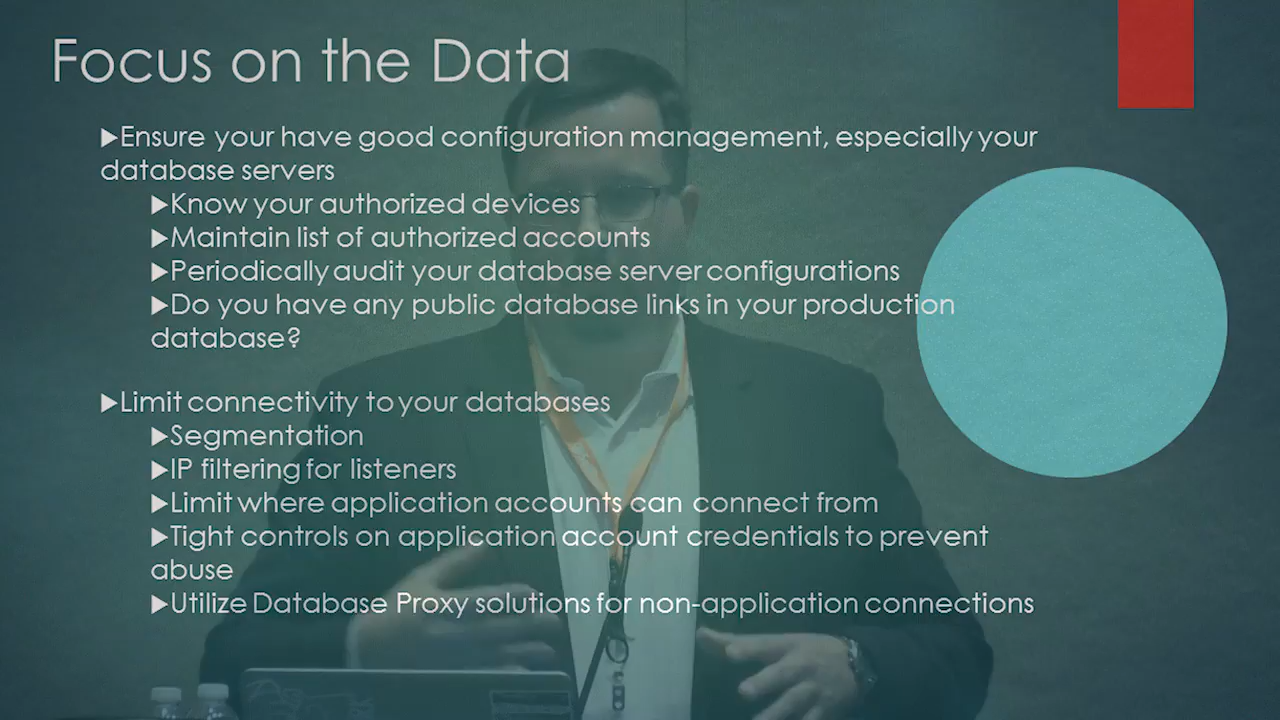 Focus on the Data
▶Ensure your have good configuration management, especially your
database servers
▶Know your authorized devices
▶Maintain list of authorized accounts
▶Periodically audit your database server configurations
▶Do you have any public database links in your production
database?
▶Limit connectivity to your databases
▶Segmentation
▶IP filtering for listeners
▶Limit where application accounts can connect from
▶Tight controls on application account credentials to prevent
abuse
▶Utilize Database Proxy solutions for non-application connections